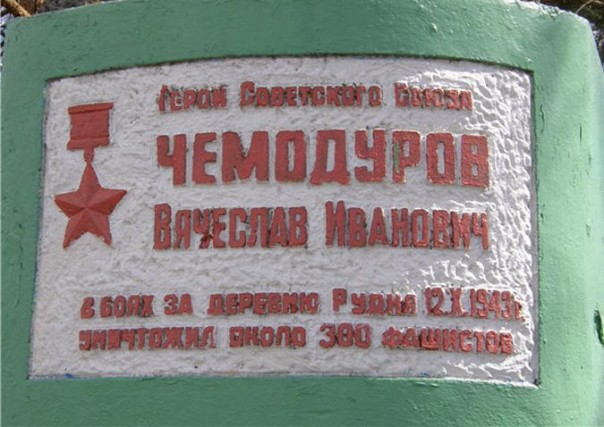 Герой Советского Союза
ЧЕМОДУРОВ
Вячеслав Иванович
в боях за деревню Рудня 12.X.1943г.
уничтожил около 300 фашистов